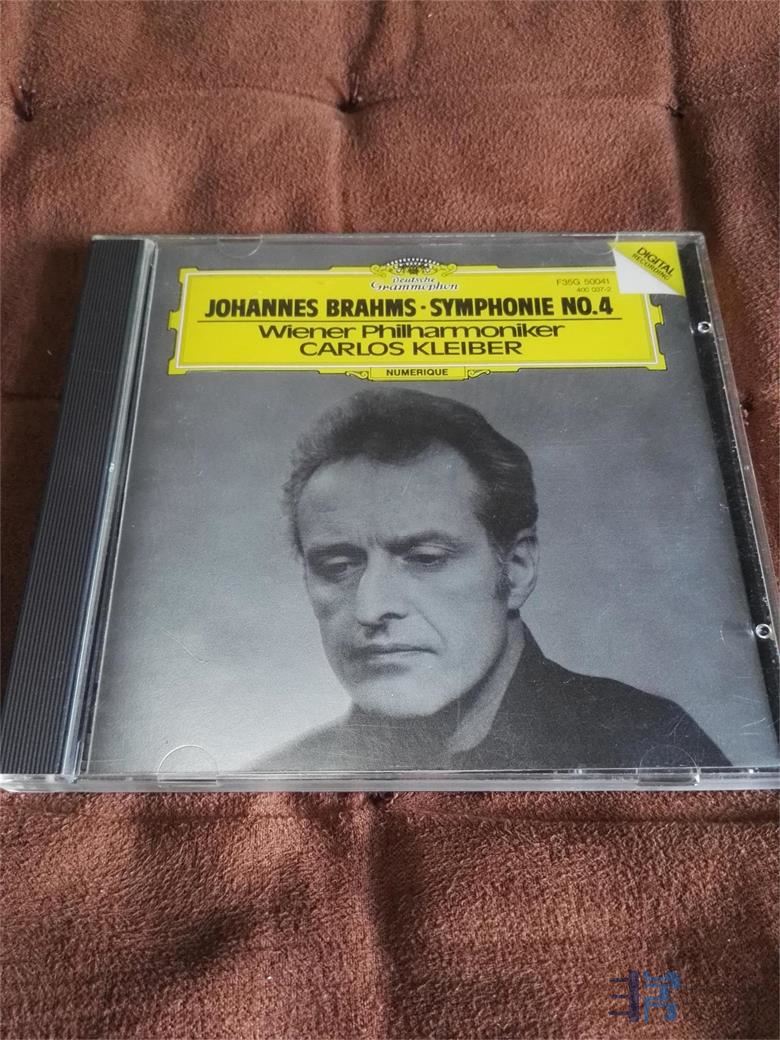 Deutsche
Grammophon
DIGITAL
RECORDING
F35G 50041
400 037-2
JOHANNES BRAHMS · SYMPHONIE NO.4
Wiener Philharmoniker
CARLOS KLEIBER
NUMERIQUE